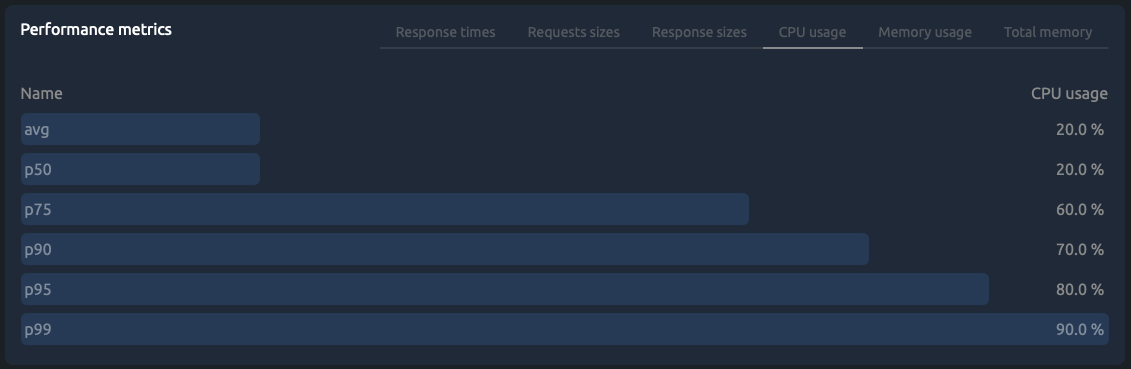 Performance metrics
Response times Requests sizes Response sizes CPU usage Memory usage Total memory
Name CPU usage
avg 20.0 %
p50 20.0 %
p75 60.0 %
p90 70.0 %
p95 80.0 %
p99 90.0 %